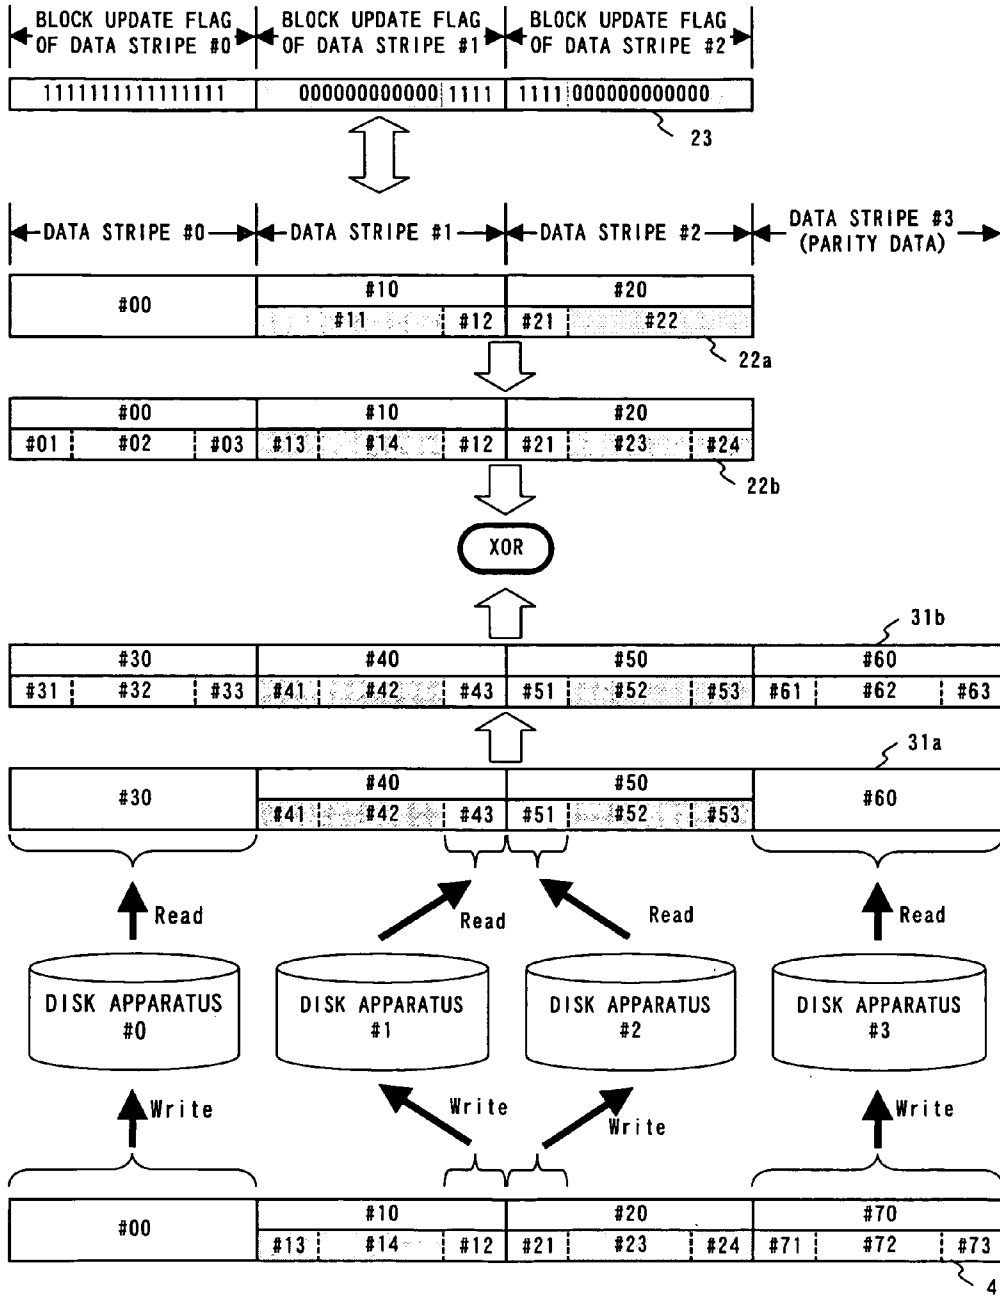 BLOCK UPDATE FLAG BLOCK UPDATE FLAG BLOCK UPDATE FLAG
OF DATA STRIPE #0 OF DATA STRIPE #1 OF DATA STRIPE #2
1111111111111111 000000000000 1111 1111 000000000000
23
DATA STRIPE #0 DATA STRIPE #1 DATA STRIPE #2 DATA STRIPE #3
(PARITY DATA)
#00 #10 #20
#11 #12 #21 #22
22a
#00 #10 #20
#01 #02 #03 #13 #14 #12 #21 #23 #24
22b
XOR
31b
#30 #40 #50 #60
#31 #32 #33 #41 #42 #43 #51 #52 #53 #61 #62 #63
31a
#30 #40 #50 #60
#41 #42 #43 #51 #52 #53
Read Read Read Read
DISK APPARATUS DISK APPARATUS DISK APPARATUS DISK APPARATUS
#0 #1 #2 #3
Write Write Write Write
#00 #10 #20 #70
#13 #14 #12 #21 #23 #24 #71 #72 #73
4